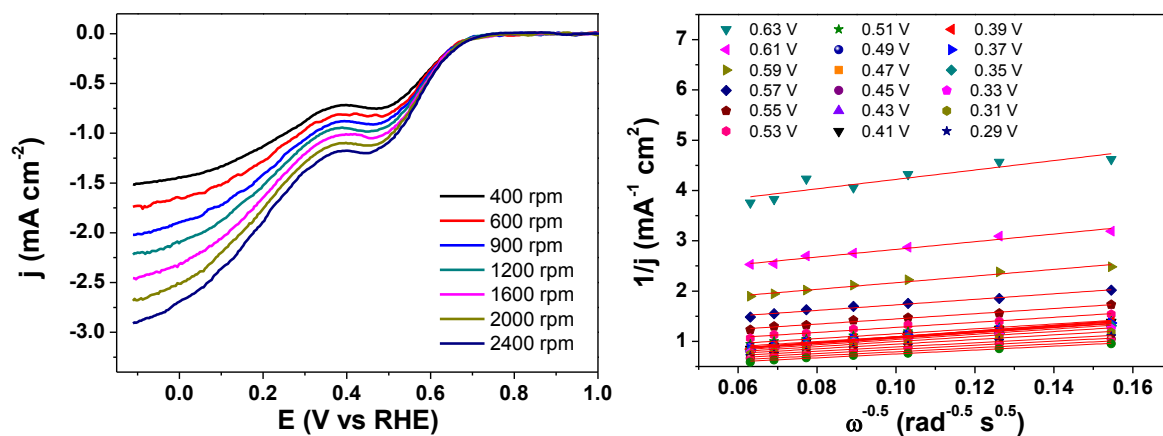 0.0
-0.5
-1.0
-1.5
-2.0
-2.5
-3.0
j (mA cm-2)
400 rpm
600 rpm
900 rpm
1200 rpm
1600 rpm
2000 rpm
2400 rpm
0.0 0.2 0.4 0.6 0.8 1.0
E (V vs RHE)
7
6
5
4
3
2
1
1/j (mA-1 cm2)
0.63 V 0.51 V 0.39 V
0.61 V 0.49 V 0.37 V
0.59 V 0.47 V 0.35 V
0.57 V 0.45 V 0.33 V
0.55 V 0.43 V 0.31 V
0.53 V 0.41 V 0.29 V
0.06 0.08 0.10 0.12 0.14 0.16
ω-0.5 (rad-0.5 s0.5)